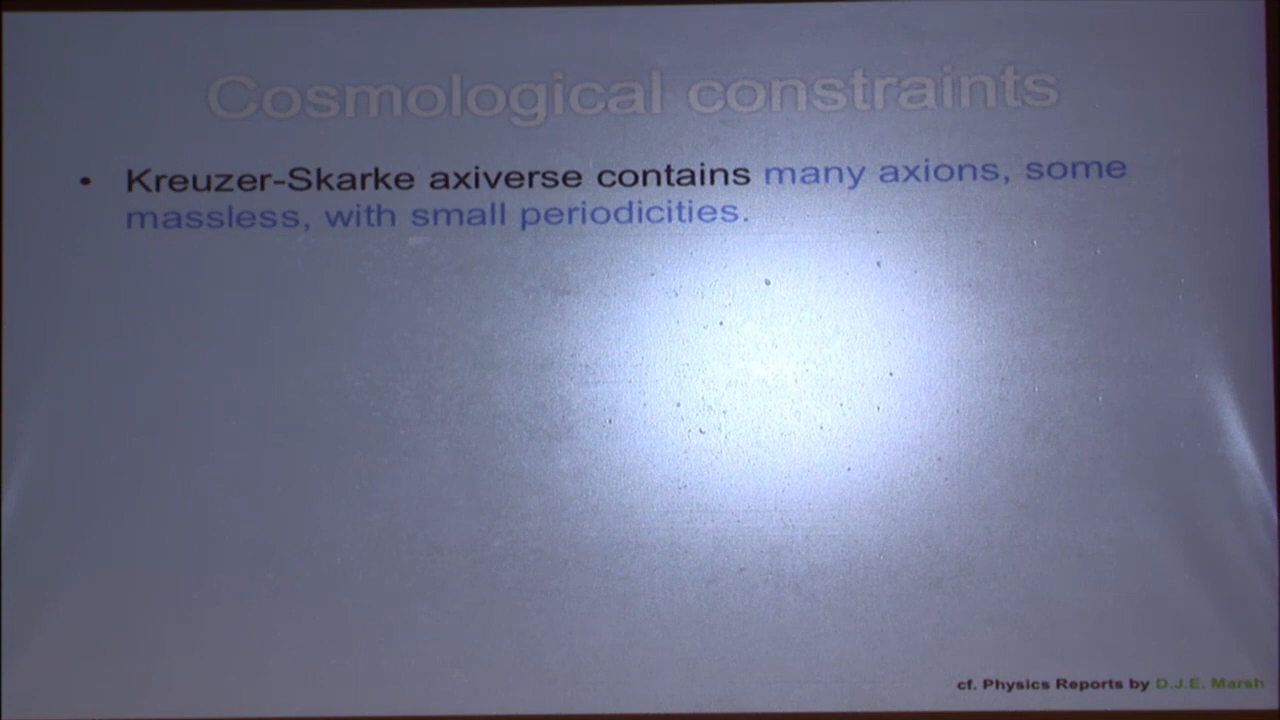 Cosmological constraints
• Kreuzer-Skarke axiverse contains many axions, some
massless, with small periodicities.
cf. Physics Reports by D.J.E. Marsh